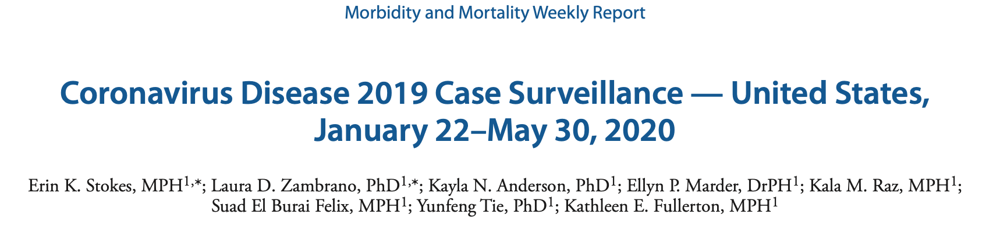 Morbidity and Mortality Weekly Report
Coronavirus Disease 2019 Case Surveillance — United States,
January 22–May 30, 2020
Erin K. Stokes, MPH1,*; Laura D. Zambrano, PhD1,*; Kayla N. Anderson, PhD1; Ellyn P. Marder, DrPH1; Kala M. Raz, MPH1;
Suad El Burai Felix, MPH1; Yunfeng Tie, PhD1; Kathleen E. Fullerton, MPH1